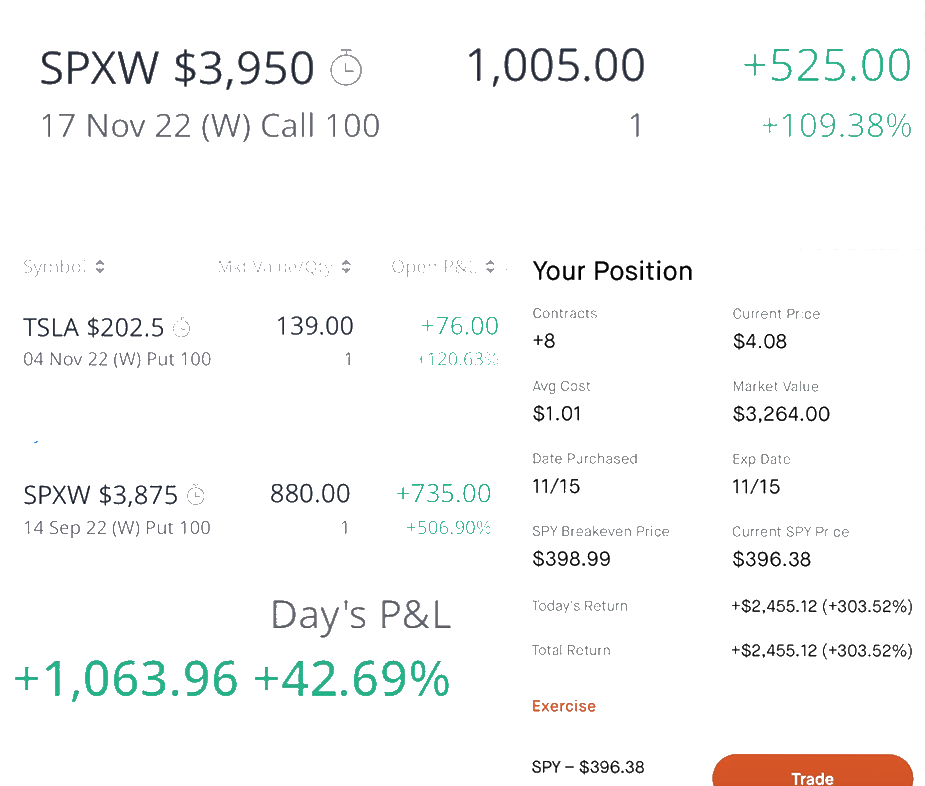 SPXW $3,950 1,005.00 +525.00
17 Nov 22 (W) Call 100 1 +109.38%
Symbol Mkt Value/Qty Open P&L
TSLA $202.5 139.00 +76.00
04 Nov 22 (W) Put 100 1 +120.63%
SPXW $3,875 880.00 +735.00
14 Sep 22 (W) Put 100 1 +506.90%
Day's P&L
+1,063.96 +42.69%
Your Position
Contracts Current Price
+8 $4.08
Avg Cost Market Value
$1.01 $3,264.00
Date Purchased Exp Date
11/15 11/15
SPY Breakeven Price Current SPY Price
$398.99 $396.38
Today's Return +$2,455.12 (+303.52%)
Total Return +$2,455.12 (+303.52%)
Exercise
SPY – $396.38 Trade